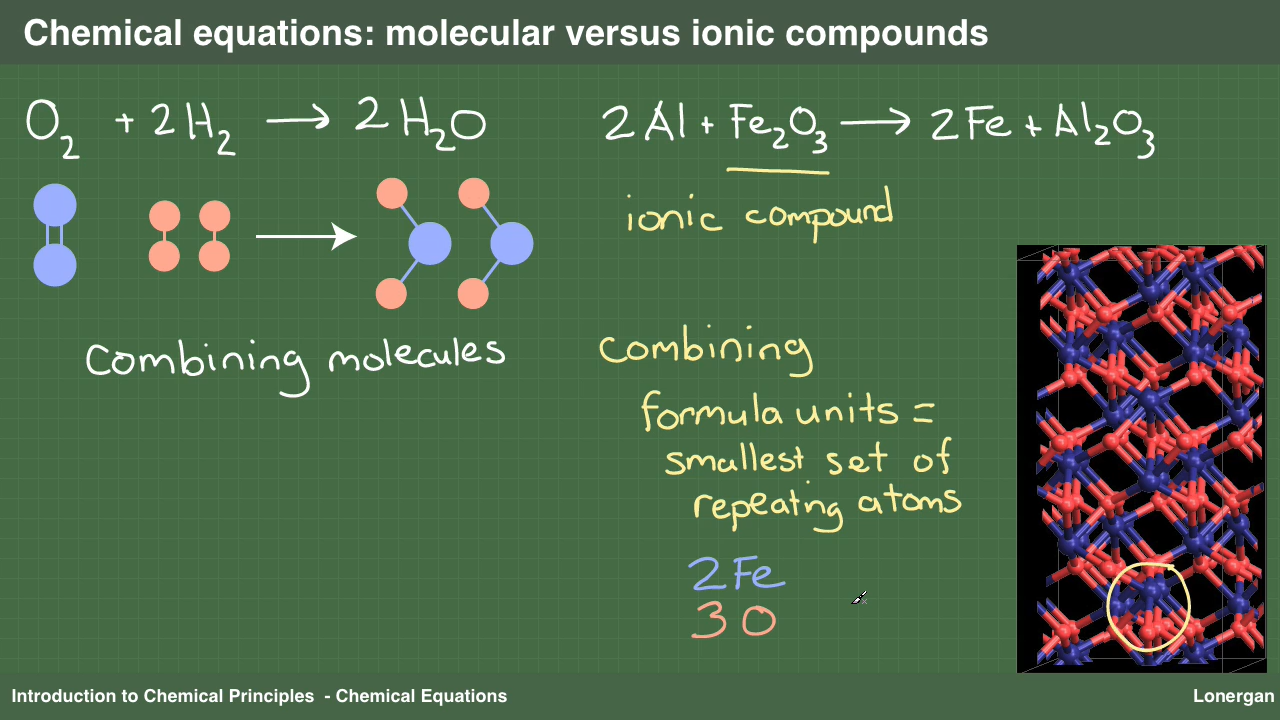 Chemical equations: molecular versus ionic compounds
O₂ + 2H₂ → 2H₂O
2Al + Fe₂O₃ → 2Fe + Al₂O₃
ionic compound
Combining molecules
Combining
formula units =
smallest set of
repeating atoms
2Fe
3O
Introduction to Chemical Principles - Chemical Equations
Lonergan